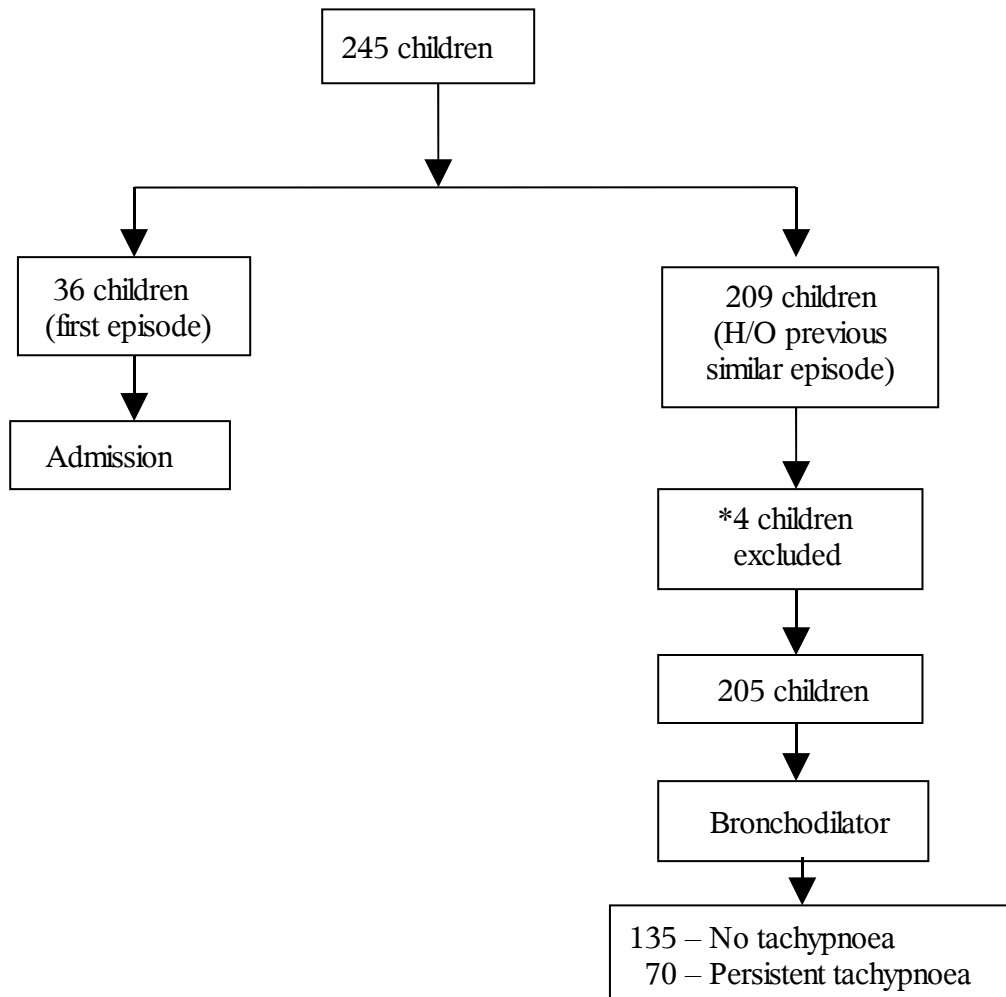 245 children
36 children
(first episode)
Admission
209 children
(H/O previous
similar episode)
*4 children
excluded
205 children
Bronchodilator
135 – No tachypnoea
70 – Persistent tachypnoea